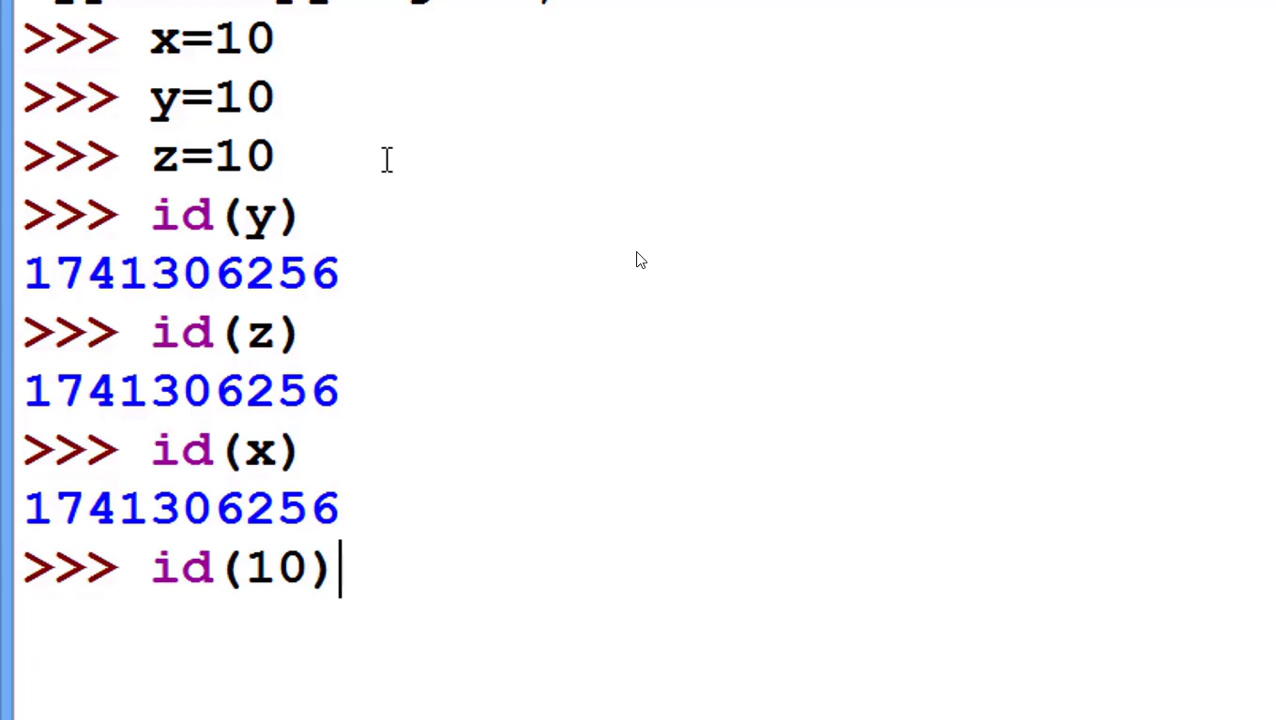 >>> x=10
>>> y=10
>>> z=10
>>> id(y)
1741306256
>>> id(z)
1741306256
>>> id(x)
1741306256
>>> id(10)